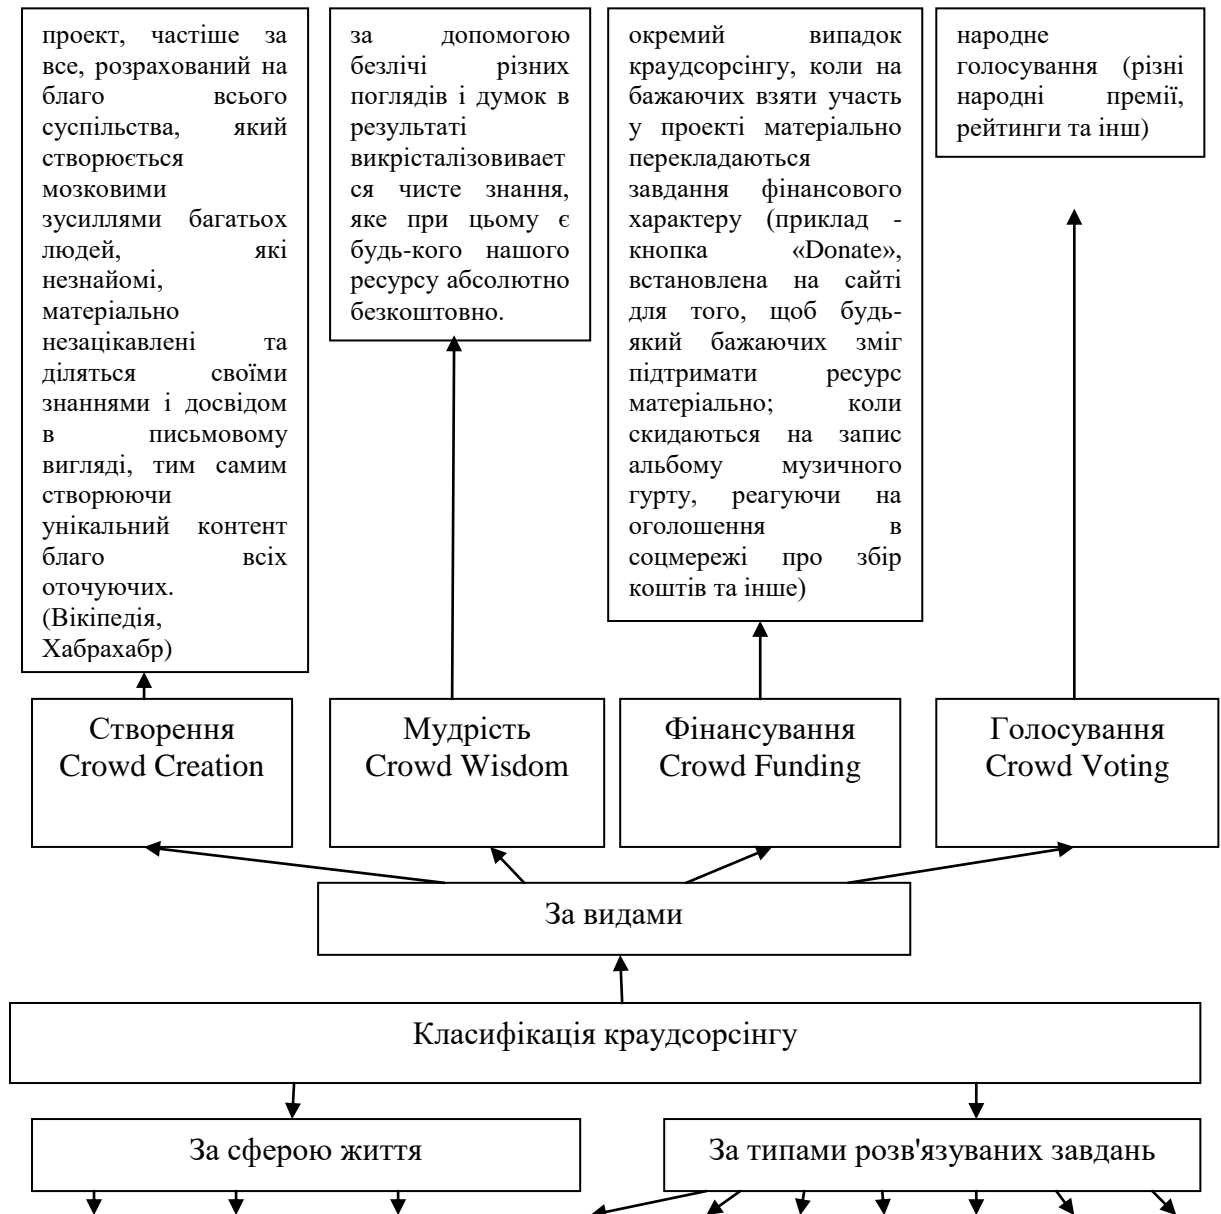 проект, частіше за
все, розрахований на
благо всього
суспільства, який
створюється
мозковими
зусиллями багатьох
людей, які
незнайомі,
матеріально
незацікавлені та
діляться своїми
знаннями і досвідом
в письмовому
вигляді, тим самим
створюючи
унікальний контент
благо всіх
оточуючих.
(Вікіпедія,
Хабрахабр)
за допомогою
безлічі різних
поглядів і думок в
результаті
викрісталізовивает
ся чисте знання,
яке при цьому є
будь-кого нашого
ресурсу абсолютно
безкоштовно.
окремий випадок
краудсорсінгу, коли на
бажаючих взяти участь
у проекті матеріально
перекладаються
завдання фінансового
характеру (приклад -
кнопка «Donate»,
встановлена на сайті
для того, щоб будь-
який бажаючих зміг
підтримати ресурс
матеріально; коли
скидаються на запис
альбому музичного
гурту, реагуючи на
оголошення в
соцмережі про збір
коштів та інше)
народне
голосування (різні
народні премії,
рейтинги та інш)
Створення
Crowd Creation
Мудрість
Crowd Wisdom
Фінансування
Crowd Funding
Голосування
Crowd Voting
За видами
Класифікація краудсорсінгу
За сферою життя
За типами розв'язуваних завдань